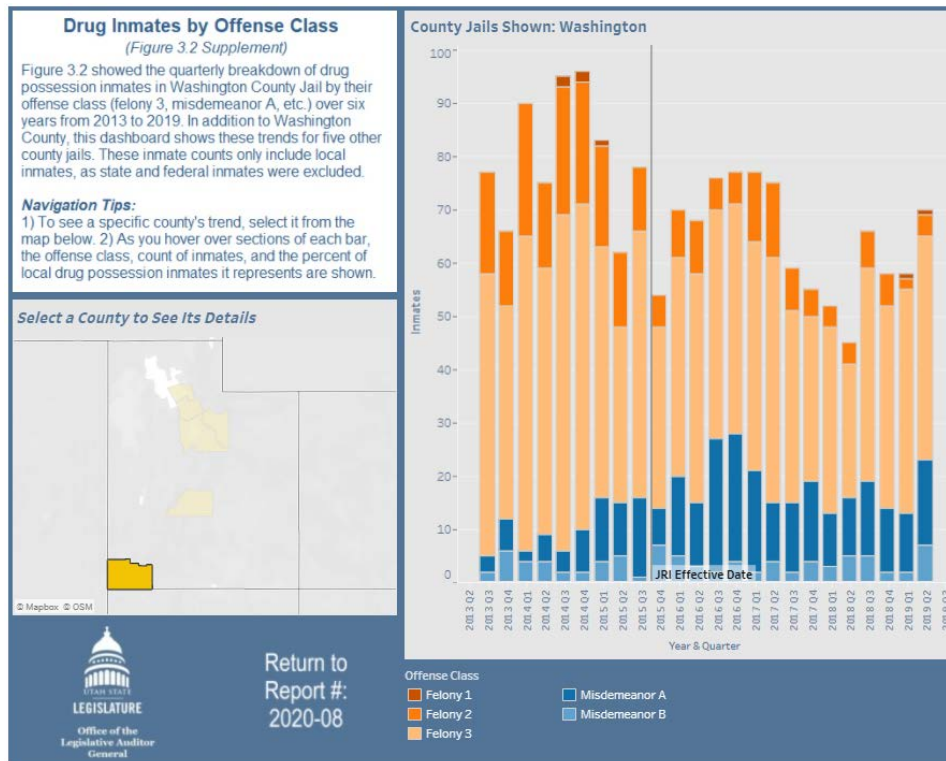 Drug Inmates by Offense Class
(Figure 3.2 Supplement)
Figure 3.2 showed the quarterly breakdown of drug
possession inmates in Washington County Jail by their
offense class (felony 3, misdemeanor A, etc.) over six
years from 2013 to 2019. In addition to Washington
County, this dashboard shows these trends for five other
county jails. These inmate counts only include local
inmates, as state and federal inmates were excluded.
Navigation Tips:
1) To see a specific county's trend, select it from the
map below. 2) As you hover over sections of each bar,
the offense class, count of inmates, and the percent of
local drug possession inmates it represents are shown.
Select a County to See Its Details
© Mapbox © OSM
UTAH STATE
LEGISLATURE
Office of the
Legislative Auditor
General
Return to
Report #:
2020-08
County Jails Shown: Washington
100
90
80
70
60
50
40
30
20
10
0
Inmates
JRI Effective Date
2013 Q2
2013 Q3
2013 Q4
2014 Q1
2014 Q2
2014 Q3
2014 Q4
2015 Q1
2015 Q2
2015 Q3
2015 Q4
2016 Q1
2016 Q2
2016 Q3
2016 Q4
2017 Q1
2017 Q2
2017 Q3
2017 Q4
2018 Q1
2018 Q2
2018 Q3
2018 Q4
2019 Q1
2019 Q2
Year & Quarter
Offense Class
Felony 1
Felony 2
Felony 3
Misdemeanor A
Misdemeanor B